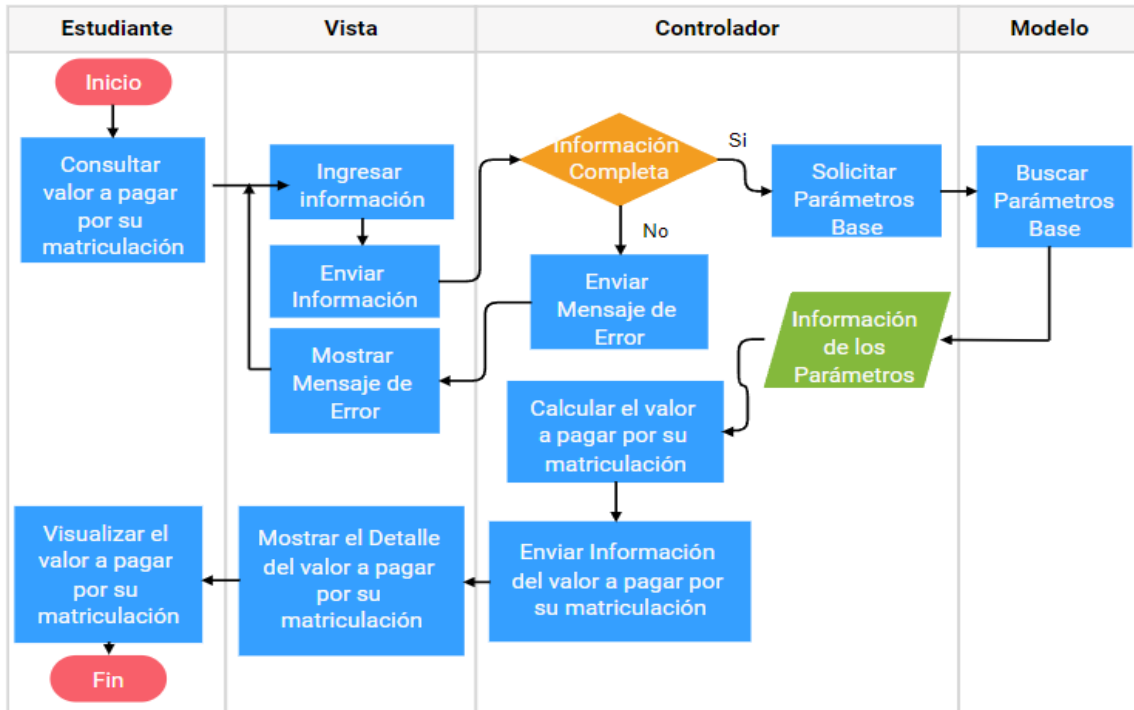 Estudiante
Vista
Controlador
Modelo
Inicio
Consultar
valor a pagar
por su
matriculación
Ingresar
información
Enviar
Información
Mostrar
Mensaje de
Error
Información
Completa
Si
No
Enviar
Mensaje de
Error
Solicitar
Parámetros
Base
Buscar
Parámetros
Base
Información
de los
Parámetros
Calcular el valor
a pagar por su
matriculación
Enviar Información
del valor a pagar por
su matriculación
Mostrar el Detalle
del valor a pagar
por su
matriculación
Visualizar el
valor a pagar
por su
matriculación
Fin